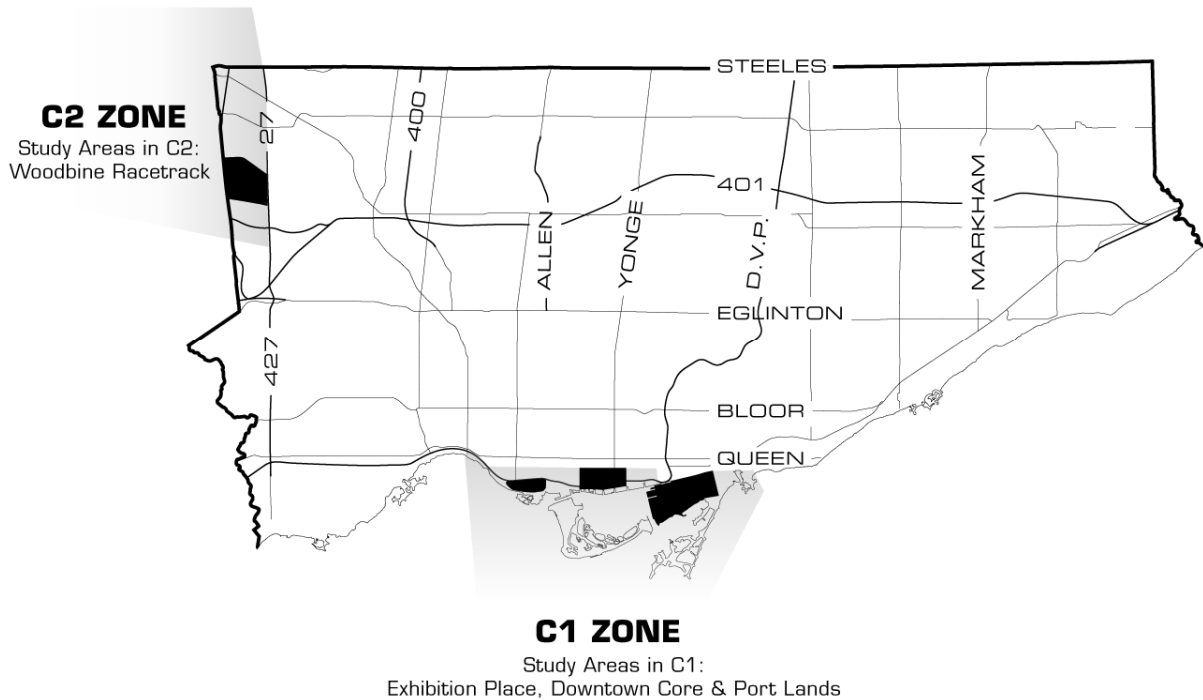 STEELES
C2 ZONE
Study Areas in C2:
Woodbine Racetrack
27
400
401
ALLEN
YONGE
D.V.P.
MARKHAM
EGLINTON
427
BLOOR
QUEEN
C1 ZONE
Study Areas in C1:
Exhibition Place, Downtown Core & Port Lands